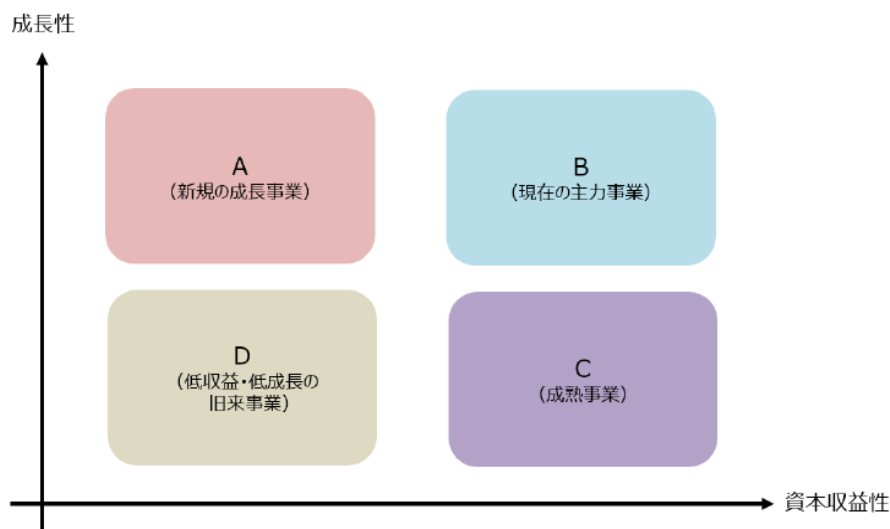 成長性
A
（新規の成長事業）
B
（現在の主力事業）
D
（低収益・低成長の
旧来事業）
C
（成熟事業）
資本収益性